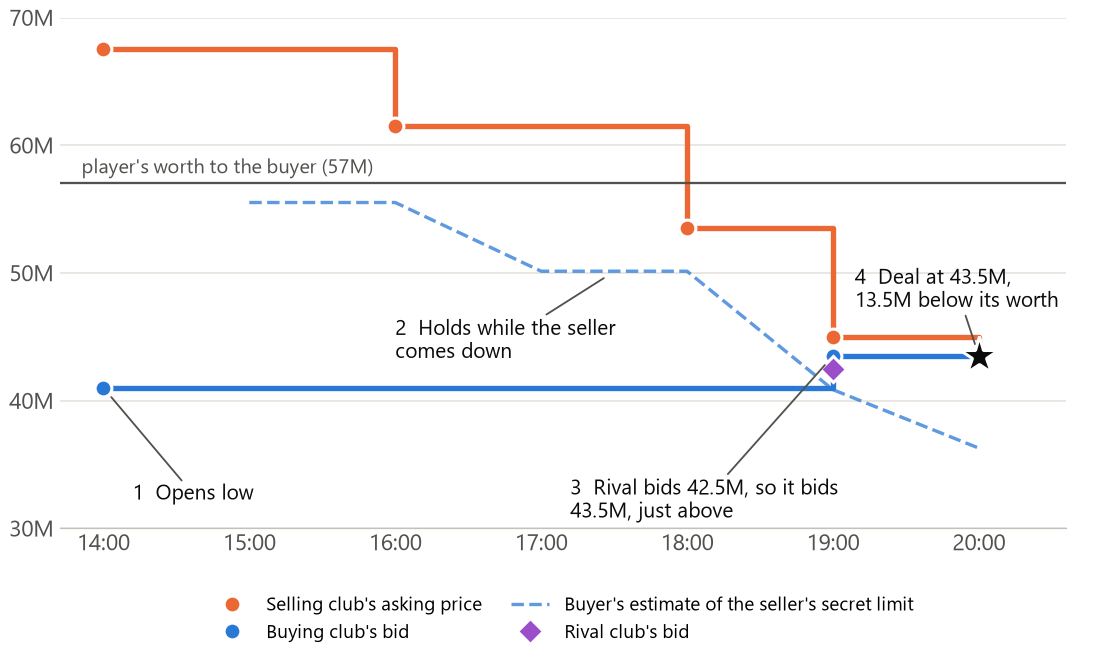 70M
60M
player's worth to the buyer (57M)
50M
4  Deal at 43.5M,
13.5M below its worth
2  Holds while the seller
comes down
40M
1  Opens low
3  Rival bids 42.5M, so it bids
43.5M, just above
30M
14:00 15:00 16:00 17:00 18:00 19:00 20:00
Selling club's asking price
Buyer's estimate of the seller's secret limit
Buying club's bid
Rival club's bid